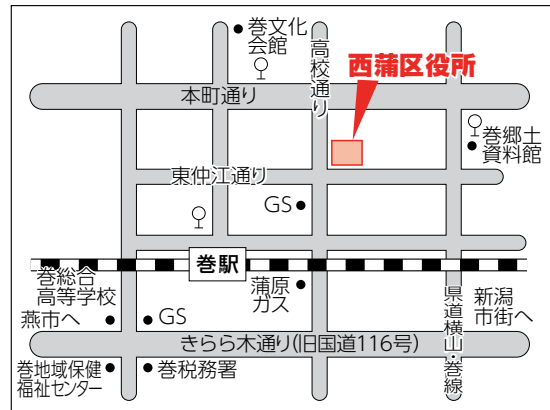 巻文化
会館
高校通り
西蒲区役所
本町通り
巻郷土
資料館
東仲江通り
GS
巻駅
巻総合
高等学校
蒲原
ガス
県道横山・巻線
新潟
市街へ
燕市へ
GS
きらら木通り(旧国道116号)
巻地域保健
福祉センター
巻税務署